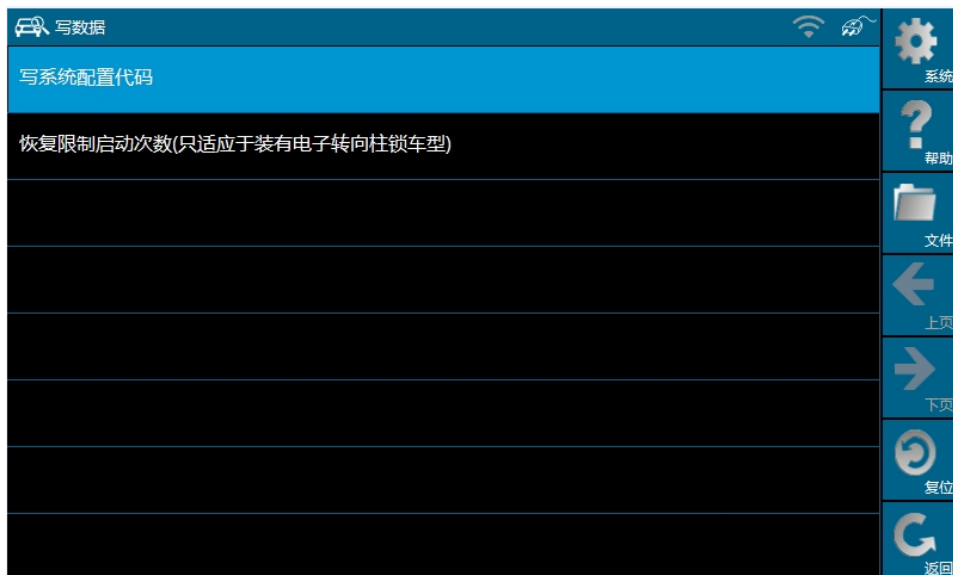 写数据
写系统配置代码
恢复限制启动次数(只适应于装有电子转向柱锁车型)
系统
帮助
文件
上页
下页
复位
返回